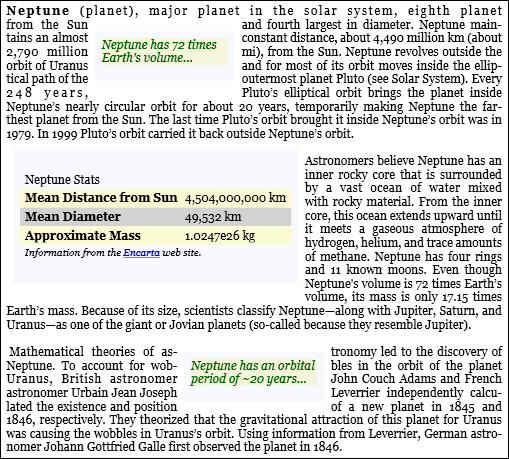 Neptune (planet), major planet in the solar system, eighth planet
from the Sun and fourth largest in diameter. Neptune main-
tains an almost constant distance, about 4,490 million km (about
2,790 million mi), from the Sun. Neptune revolves outside the
orbit of Uranus and for most of its orbit moves inside the ellip-
tical path of the outermost planet Pluto (see Solar System). Every
248 years, Pluto's elliptical orbit brings the planet inside
Neptune's nearly circular orbit for about 20 years, temporarily making Neptune the far-
thest planet from the Sun. The last time Pluto's orbit brought it inside Neptune's orbit was in
1979. In 1999 Pluto's orbit carried it back outside Neptune's orbit.
Neptune has 72 times
Earth's volume...
Neptune Stats
Mean Distance from Sun 4,504,000,000 km
Mean Diameter 49,532 km
Approximate Mass 1.0247e26 kg
Information from the Encarta web site.
Astronomers believe Neptune has an
inner rocky core that is surrounded
by a vast ocean of water mixed
with rocky material. From the inner
core, this ocean extends upward until
it meets a gaseous atmosphere of
hydrogen, helium, and trace amounts
of methane. Neptune has four rings
and 11 known moons. Even though
Neptune's volume is 72 times Earth's
volume, its mass is only 17.15 times
Earth's mass. Because of its size, scientists classify Neptune—along with Jupiter, Saturn, and
Uranus—as one of the giant or Jovian planets (so-called because they resemble Jupiter).
Mathematical theories of as-tronomy led to the discovery of
Neptune. To account for wob-bles in the orbit of the planet
Uranus, British astronomer John Couch Adams and French
astronomer Urbain Jean Joseph Leverrier independently calcu-
lated the existence and position of a new planet in 1845 and
1846, respectively. They theorized that the gravitational attraction of this planet for Uranus
was causing the wobbles in Uranus's orbit. Using information from Leverrier, German astro-
nomer Johann Gottfried Galle first observed the planet in 1846.
Neptune has an orbital
period of ~20 years...